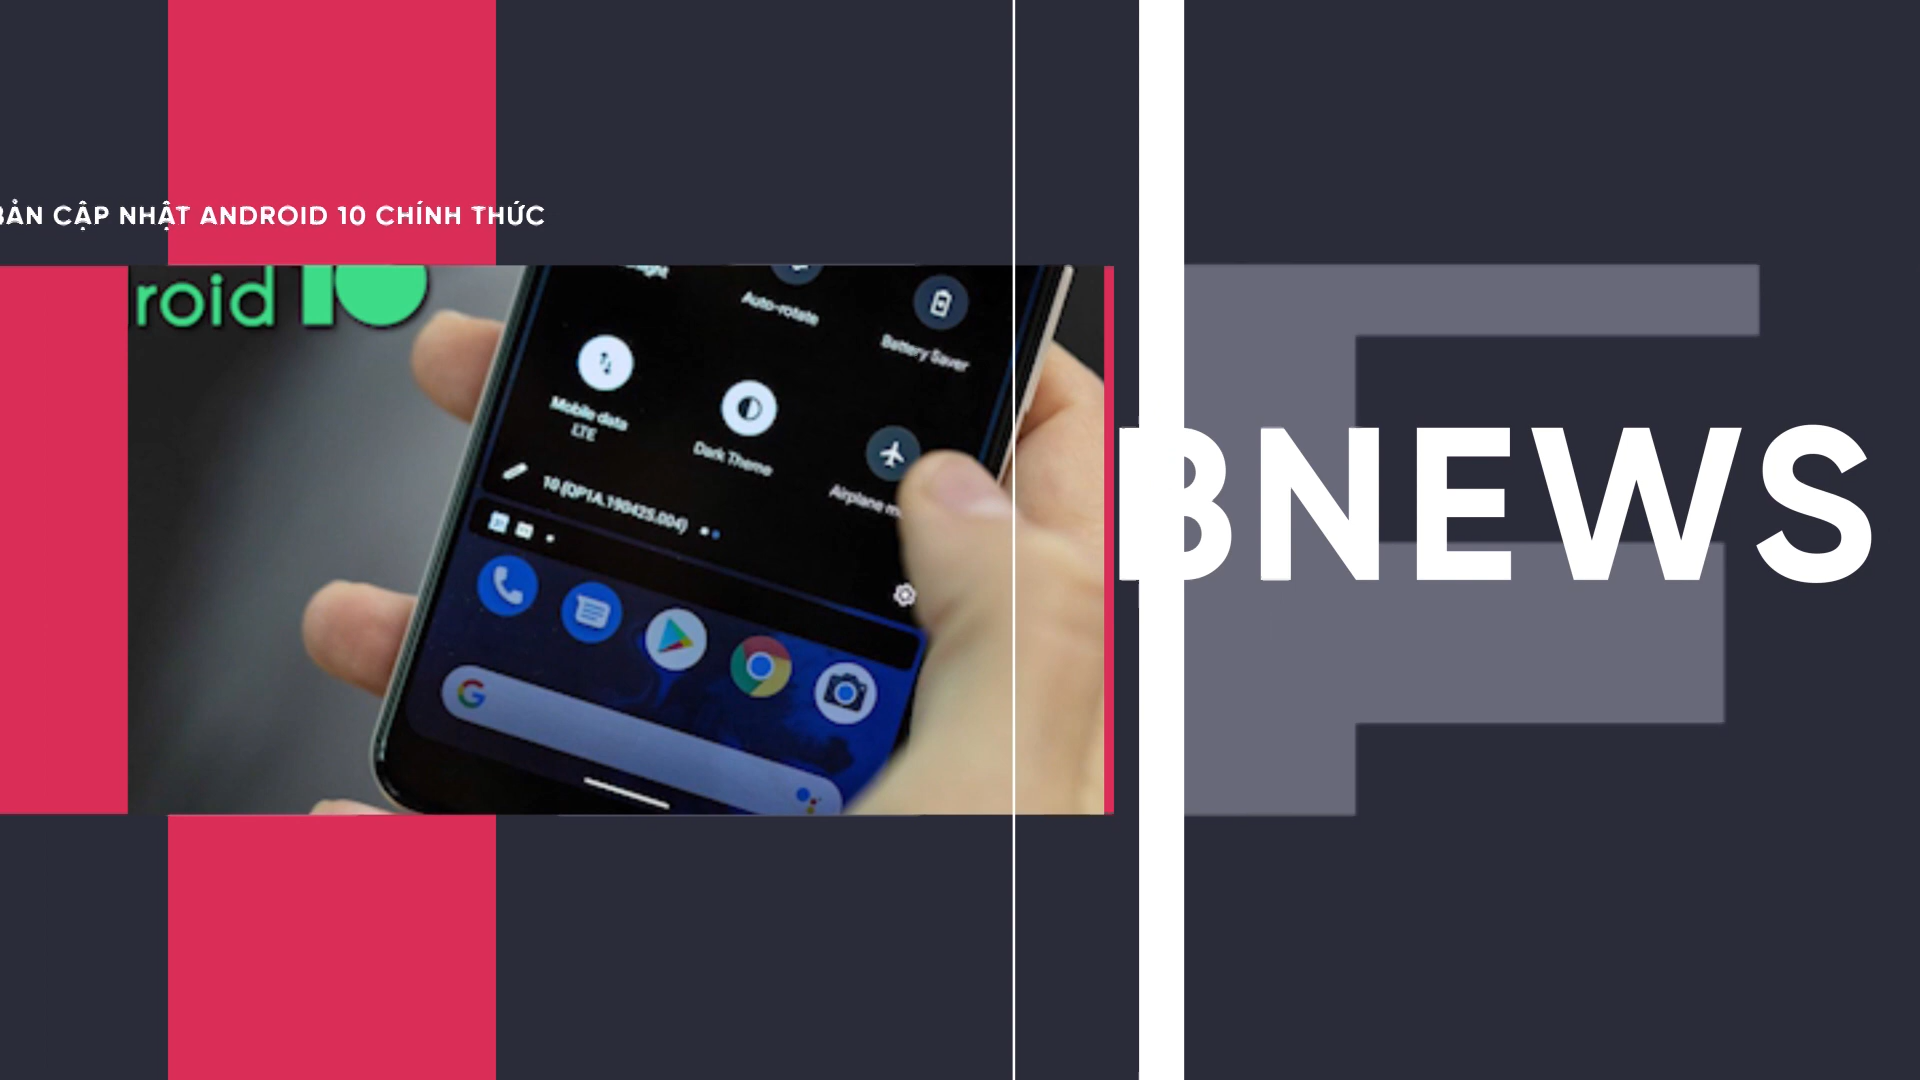 BẢN CẬP NHẬT ANDROID 10 CHÍNH THỨC
roid 10
Auto-rotate
Battery Saver
Mobile data
LTE
Dark Theme
Airplane m
10 (QP1A.190425.004)
BNEWS